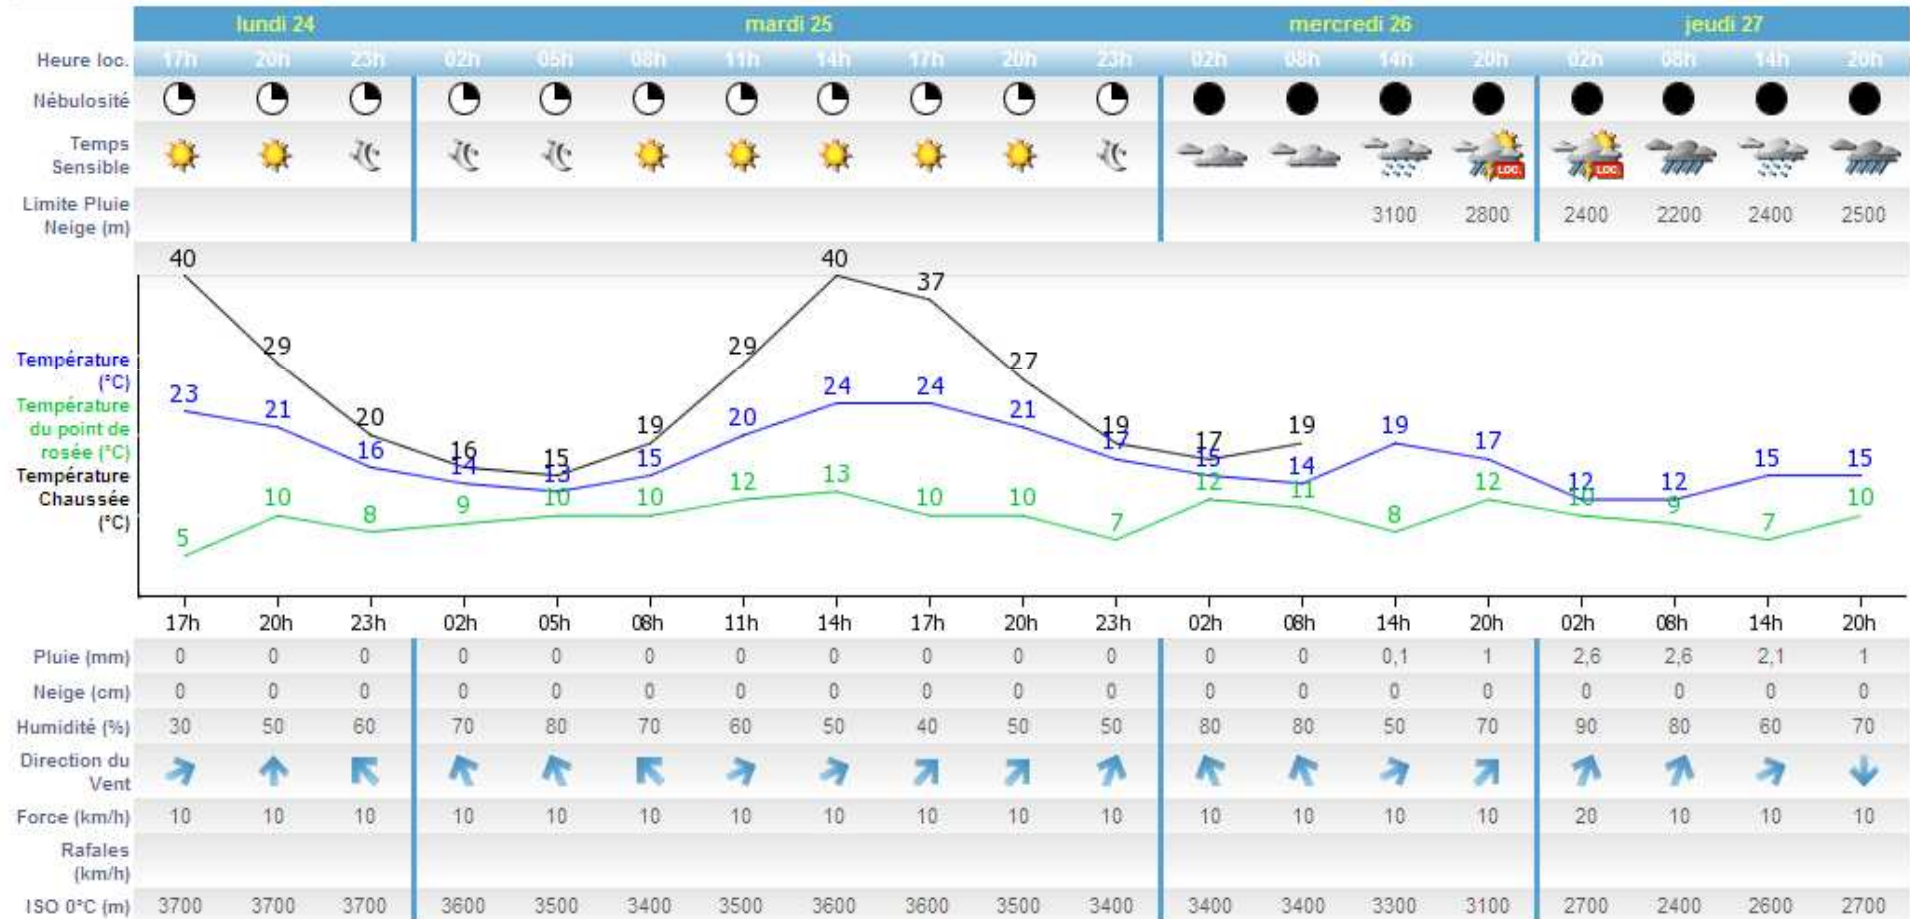 lundi 24 mardi 25 mercredi 26 jeudi 27
Heure loc. 17h 20h 23h 02h 05h 08h 11h 14h 17h 20h 23h 02h 08h 14h 20h 02h 08h 14h 20h
Nébulosité
Temps
Sensible
LOC. LOC.
Limite Pluie
Neige (m) 3100 2800 2400 2200 2400 2500
40 29 20 16 15 19 29 40 37 27 19 17 19
Température
(°C)
23 21 16 14 13 15 20 24 24 21 17 15 14 19 17 12 12 15 15
Température
du point de
rosée (°C)
5 10 8 9 10 10 12 13 10 10 7 12 11 8 12 10 9 7 10
Température
Chaussée
(°C)
17h 20h 23h 02h 05h 08h 11h 14h 17h 20h 23h 02h 08h 14h 20h 02h 08h 14h 20h
Pluie (mm) 0 0 0 0 0 0 0 0 0 0 0 0 0 0,1 1 2,6 2,6 2,1 1
Neige (cm) 0 0 0 0 0 0 0 0 0 0 0 0 0 0 0 0 0 0 0
Humidité (%) 30 50 60 70 80 70 60 50 40 50 50 80 80 50 70 90 80 60 70
Direction du
Vent
Force (km/h) 10 10 10 10 10 10 10 10 10 10 10 10 10 10 10 20 10 10 10
Rafales
(km/h)
ISO 0°C (m) 3700 3700 3700 3600 3500 3400 3500 3600 3600 3500 3400 3400 3400 3300 3100 2700 2400 2600 2700